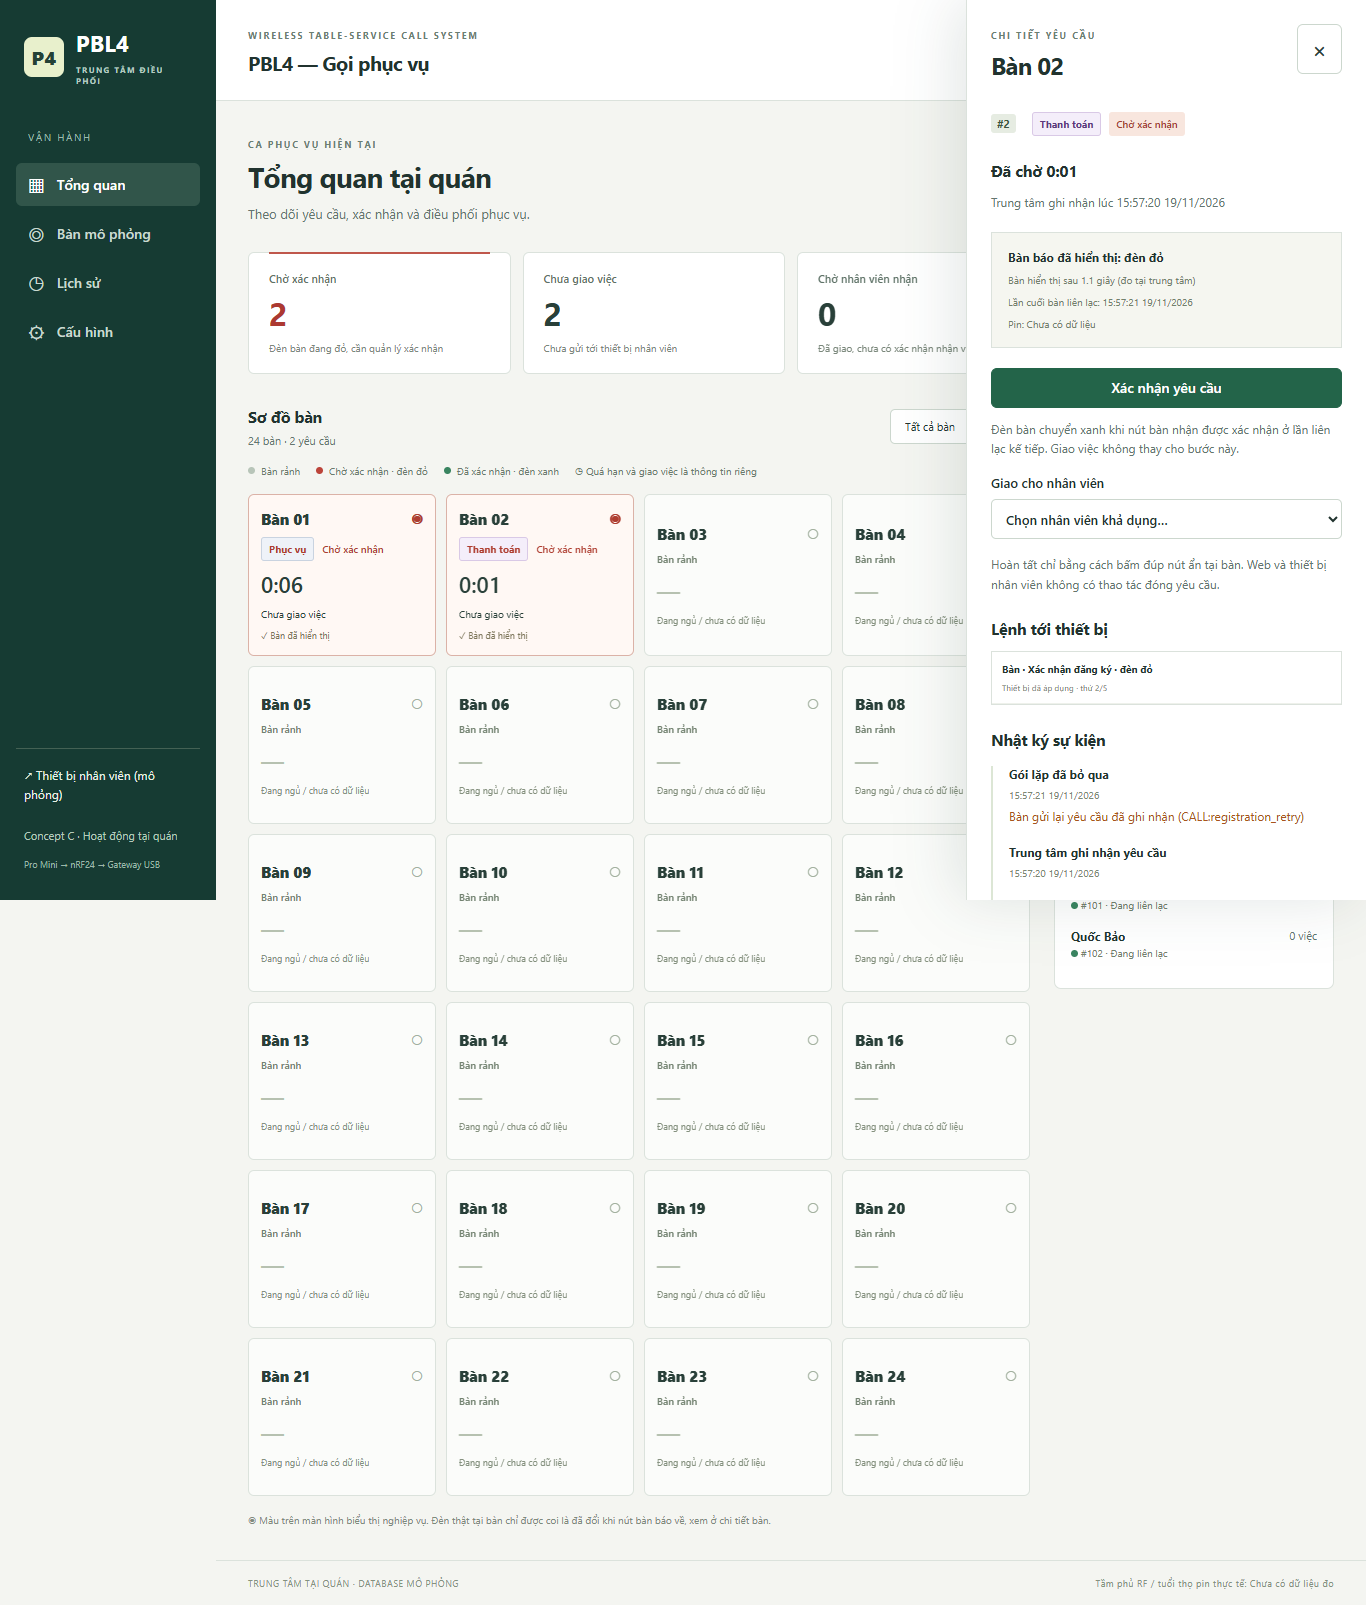 P4
PBL4
TRUNG TÂM ĐIỀU
PHỐI
VẬN HÀNH
Tổng quan
Bàn mô phỏng
Lịch sử
Cấu hình
↗ Thiết bị nhân viên (mô
phỏng)
Concept C · Hoạt động tại quán
Pro Mini → nRF24 → Gateway USB
WIRELESS TABLE-SERVICE CALL SYSTEM
PBL4 — Gọi phục vụ
CA PHỤC VỤ HIỆN TẠI
Tổng quan tại quán
Theo dõi yêu cầu, xác nhận và điều phối phục vụ.
Chờ xác nhận
2
Đèn bàn đang đỏ, cần quản lý xác nhận
Chưa giao việc
2
Chưa gửi tới thiết bị nhân viên
Chờ nhân viên nhận
0
Đã giao, chưa có xác nhận nhận v
Sơ đồ bàn
24 bàn · 2 yêu cầu
Tất cả bàn
Bàn rảnh
Chờ xác nhận · đèn đỏ
Đã xác nhận · đèn xanh
◷ Quá hạn và giao việc là thông tin riêng
Bàn 01
Phục vụ Chờ xác nhận
0:06
Chưa giao việc
✓ Bàn đã hiển thị
Bàn 02
Thanh toán Chờ xác nhận
0:01
Chưa giao việc
✓ Bàn đã hiển thị
Bàn 03
Bàn rảnh
—
Đang ngủ / chưa có dữ liệu
Bàn 04
Bàn rảnh
—
Đang ngủ / chưa có dữ liệu
Bàn 05
Bàn rảnh
—
Đang ngủ / chưa có dữ liệu
Bàn 06
Bàn rảnh
—
Đang ngủ / chưa có dữ liệu
Bàn 07
Bàn rảnh
—
Đang ngủ / chưa có dữ liệu
Bàn 08
Bàn rảnh
—
Đang ngủ / chưa có dữ liệu
Bàn 09
Bàn rảnh
—
Đang ngủ / chưa có dữ liệu
Bàn 10
Bàn rảnh
—
Đang ngủ / chưa có dữ liệu
Bàn 11
Bàn rảnh
—
Đang ngủ / chưa có dữ liệu
Bàn 12
Bàn rảnh
—
Đang ngủ / chưa có dữ liệu
Bàn 13
Bàn rảnh
—
Đang ngủ / chưa có dữ liệu
Bàn 14
Bàn rảnh
—
Đang ngủ / chưa có dữ liệu
Bàn 15
Bàn rảnh
—
Đang ngủ / chưa có dữ liệu
Bàn 16
Bàn rảnh
—
Đang ngủ / chưa có dữ liệu
Bàn 17
Bàn rảnh
—
Đang ngủ / chưa có dữ liệu
Bàn 18
Bàn rảnh
—
Đang ngủ / chưa có dữ liệu
Bàn 19
Bàn rảnh
—
Đang ngủ / chưa có dữ liệu
Bàn 20
Bàn rảnh
—
Đang ngủ / chưa có dữ liệu
Bàn 21
Bàn rảnh
—
Đang ngủ / chưa có dữ liệu
Bàn 22
Bàn rảnh
—
Đang ngủ / chưa có dữ liệu
Bàn 23
Bàn rảnh
—
Đang ngủ / chưa có dữ liệu
Bàn 24
Bàn rảnh
—
Đang ngủ / chưa có dữ liệu
◉ Màu trên màn hình biểu thị nghiệp vụ. Đèn thật tại bàn chỉ được coi là đã đổi khi nút bàn báo về, xem ở chi tiết bàn.
TRUNG TÂM TẠI QUÁN · DATABASE MÔ PHỎNG
Tầm phủ RF / tuổi thọ pin thực tế: Chưa có dữ liệu đo
CHI TIẾT YÊU CẦU
Bàn 02
×
#2 Thanh toán Chờ xác nhận
Đã chờ 0:01
Trung tâm ghi nhận lúc 15:57:20 19/11/2026
Bàn báo đã hiển thị: đèn đỏ
Bàn hiển thị sau 1.1 giây (đo tại trung tâm)
Lần cuối bàn liên lạc: 15:57:21 19/11/2026
Pin: Chưa có dữ liệu
Xác nhận yêu cầu
Đèn bàn chuyển xanh khi nút bàn nhận được xác nhận ở lần liên
lạc kế tiếp. Giao việc không thay cho bước này.
Giao cho nhân viên
Chọn nhân viên khả dụng...
Hoàn tất chỉ bằng cách bấm đúp nút ẩn tại bàn. Web và thiết bị
nhân viên không có thao tác đóng yêu cầu.
Lệnh tới thiết bị
Bàn · Xác nhận đăng ký · đèn đỏ
Thiết bị đã áp dụng · thử 2/5
Nhật ký sự kiện
Gói lặp đã bỏ qua
15:57:21 19/11/2026
Bàn gửi lại yêu cầu đã ghi nhận (CALL:registration_retry)
Trung tâm ghi nhận yêu cầu
15:57:20 19/11/2026
#101 · Đang liên lạc
Quốc Bảo 0 việc
#102 · Đang liên lạc